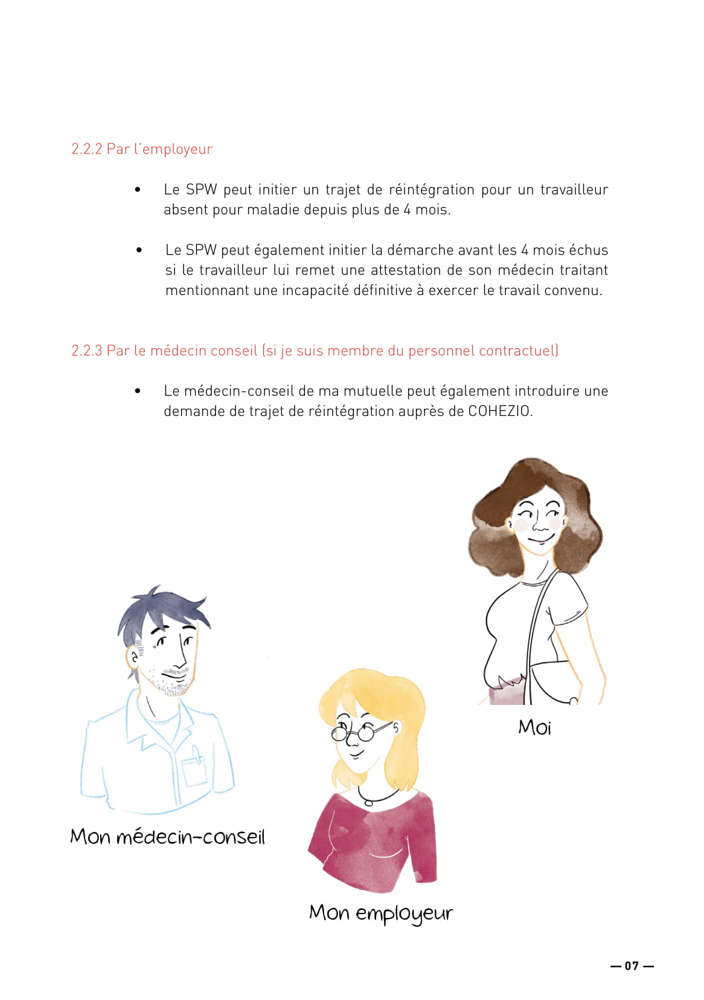 2.2.2 Par l'employeur
• Le SPW peut initier un trajet de réintégration pour un travailleur
absent pour maladie depuis plus de 4 mois.
• Le SPW peut également initier la démarche avant les 4 mois échus
si le travailleur lui remet une attestation de son médecin traitant
mentionnant une incapacité définitive à exercer le travail convenu.
2.2.3 Par le médecin conseil (si je suis membre du personnel contractuel)
• Le médecin-conseil de ma mutuelle peut également introduire une
demande de trajet de réintégration auprès de COHEZIO.
Moi
Mon médecin-conseil
Mon employeur
— 07 —